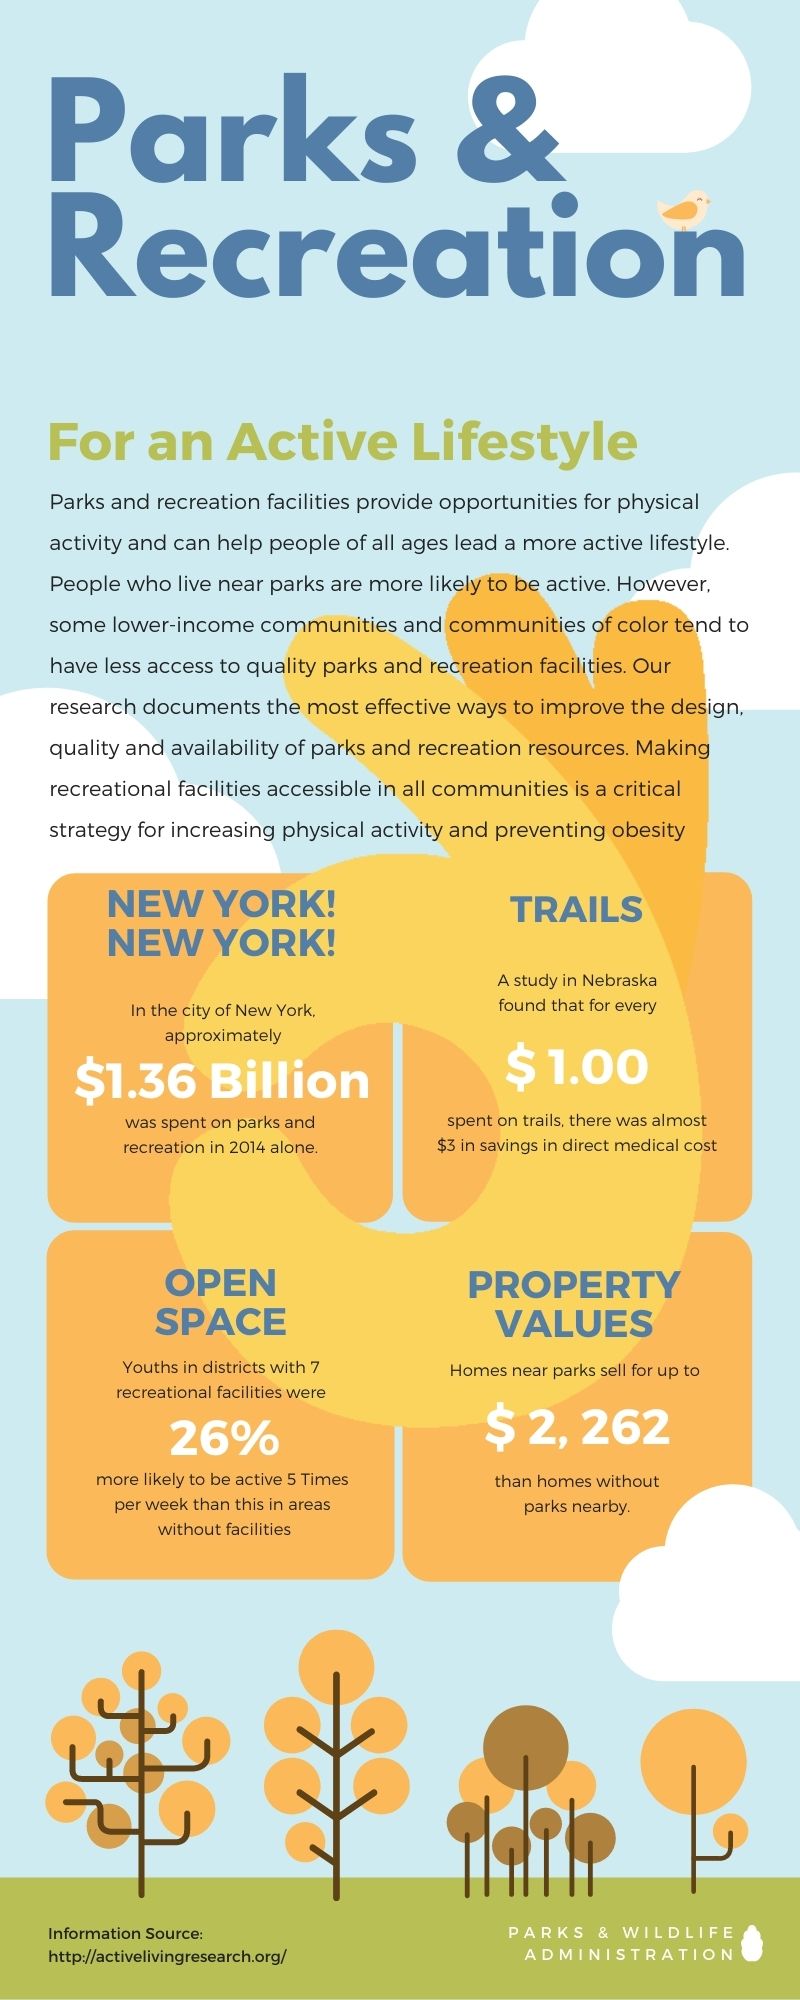 Parks &
Recreation
For an Active Lifestyle
Parks and recreation facilities provide opportunities for physical
activity and can help people of all ages lead a more active lifestyle.
People who live near parks are more likely to be active. However,
some lower-income communities and communities of color tend to
have less access to quality parks and recreation facilities. Our
research documents the most effective ways to improve the design,
quality and availability of parks and recreation resources. Making
recreational facilities accessible in all communities is a critical
strategy for increasing physical activity and preventing obesity
NEW YORK!
NEW YORK!
In the city of New York,
approximately
$1.36 Billion
was spent on parks and
recreation in 2014 alone.
TRAILS
A study in Nebraska
found that for every
$ 1.00
spent on trails, there was almost
$3 in savings in direct medical cost
OPEN
SPACE
Youths in districts with 7
recreational facilities were
26%
more likely to be active 5 Times
per week than this in areas
without facilities
PROPERTY
VALUES
Homes near parks sell for up to
$ 2, 262
than homes without
parks nearby.
Information Source:
http://activelivingresearch.org/
PARKS & WILDLIFE
ADMINISTRATION